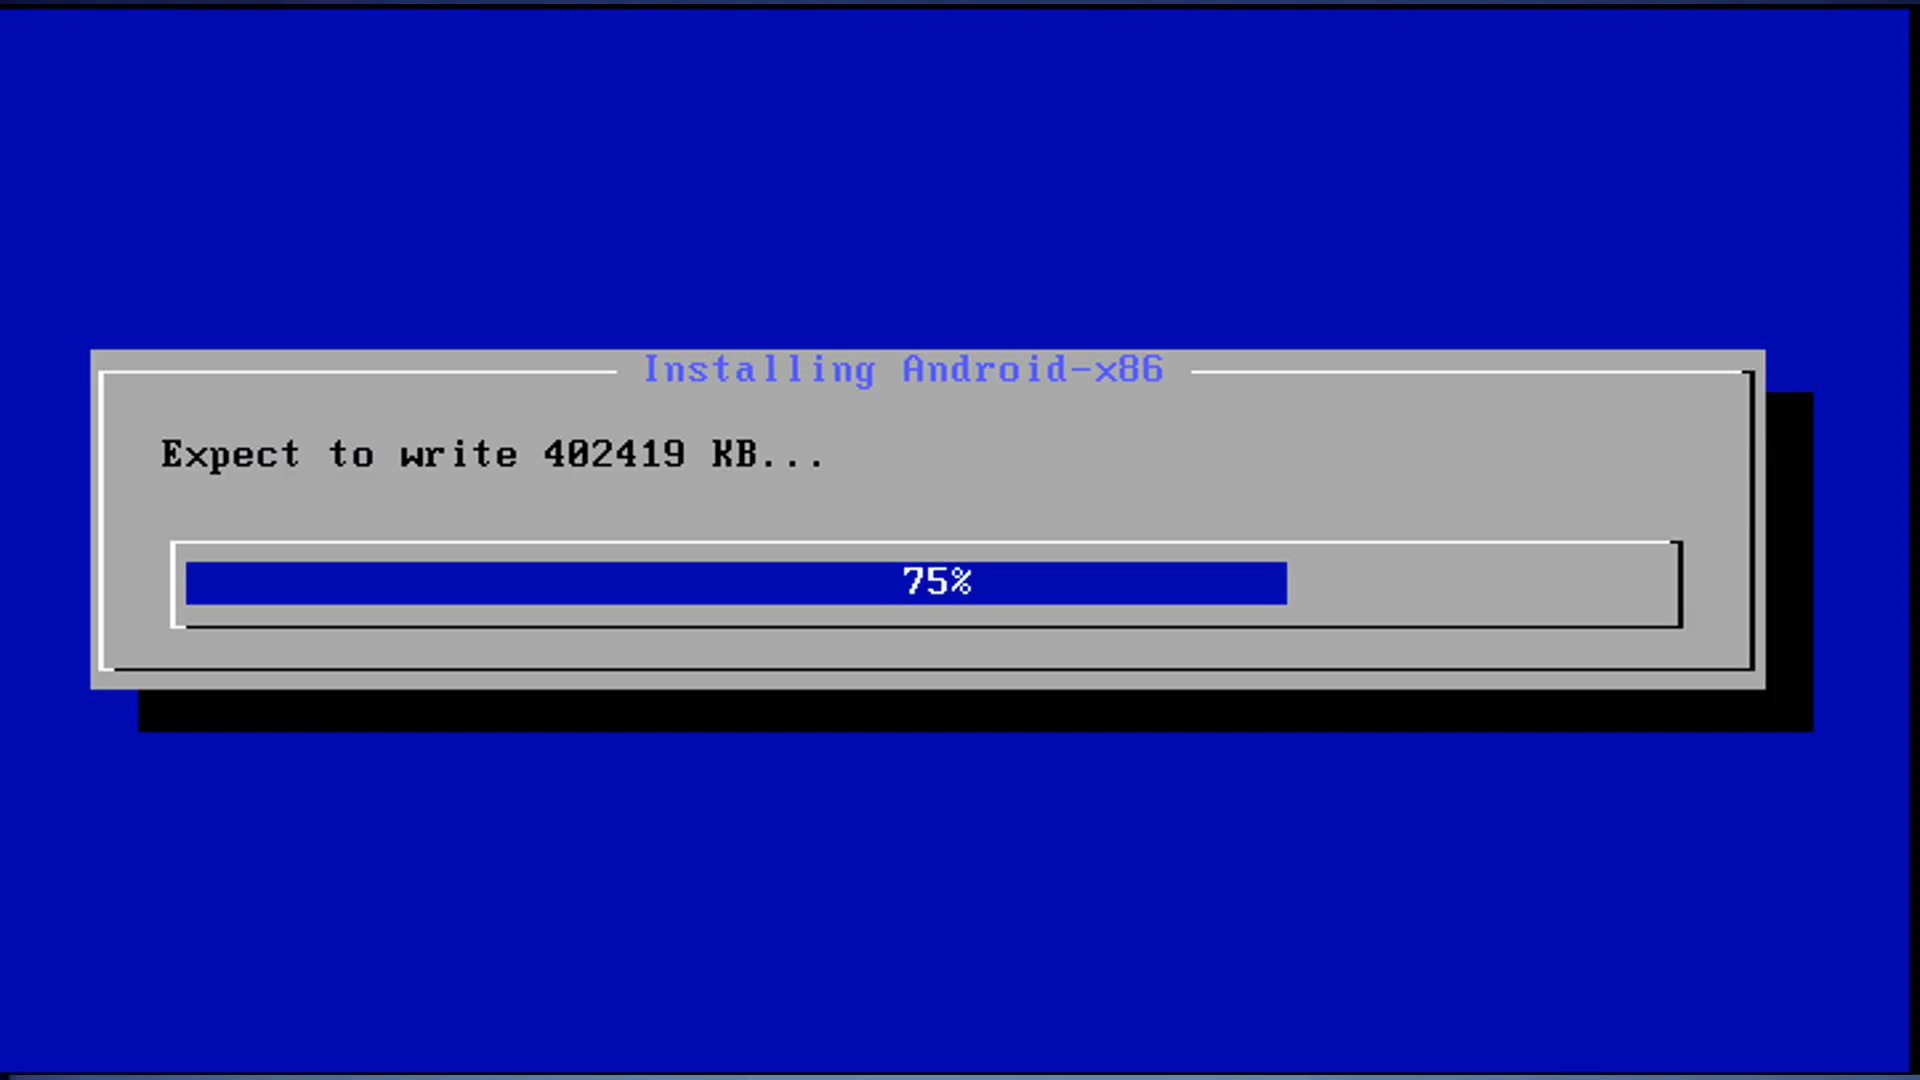 Installing Android-x86
Expect to write 402419 KB...
75%